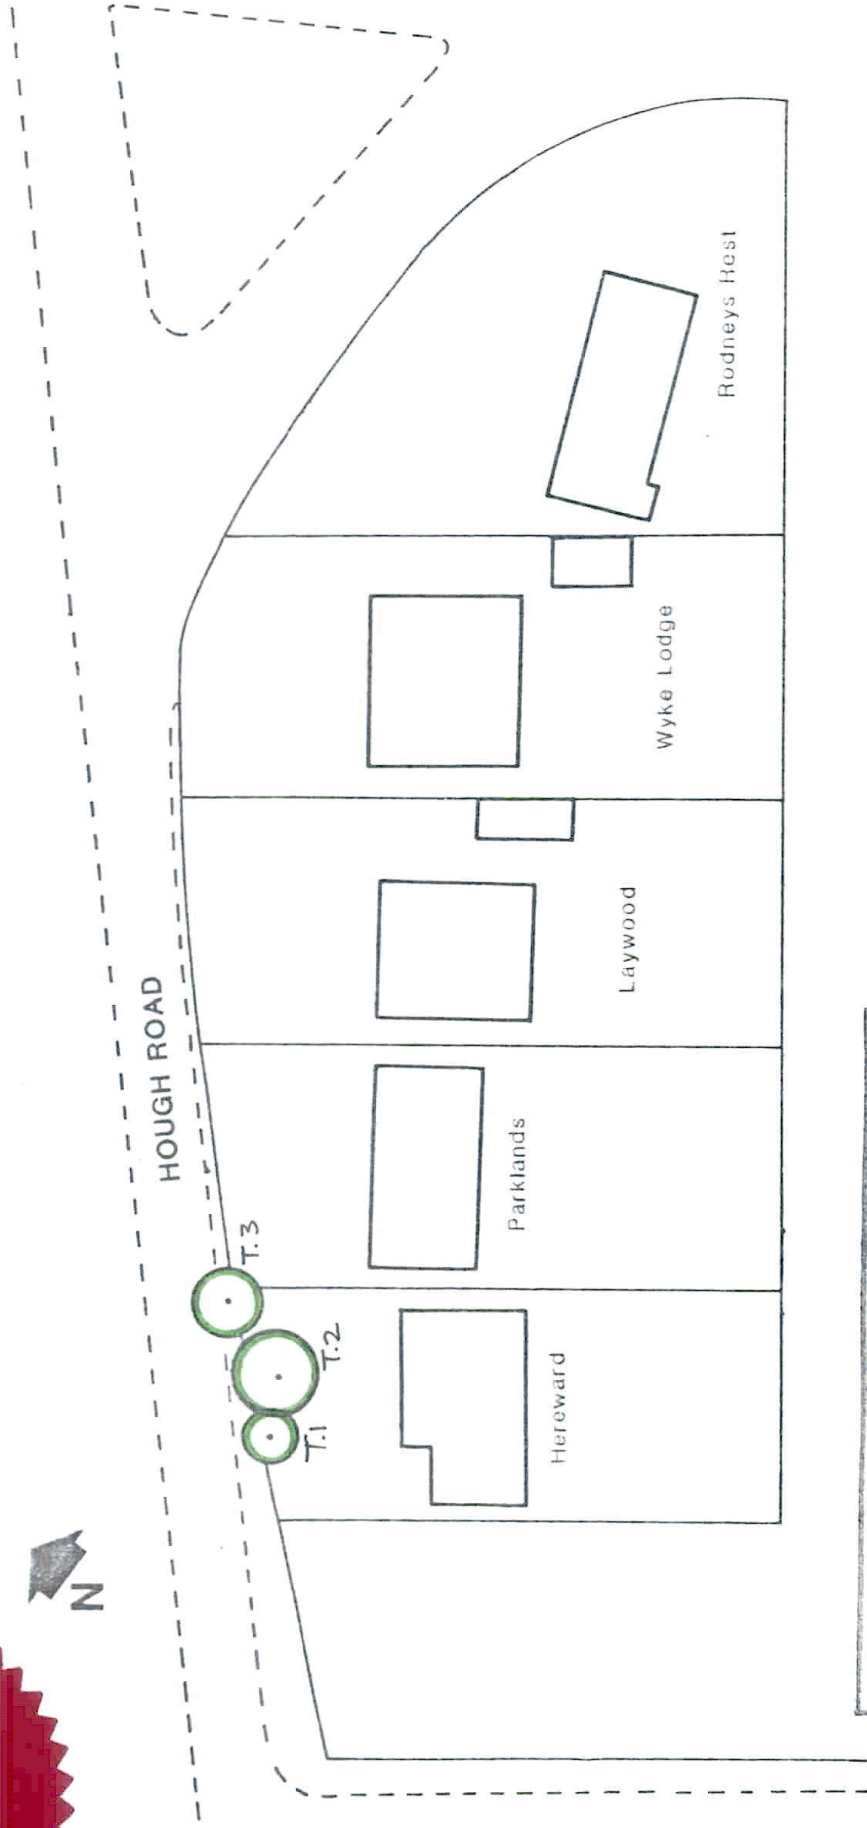 Rodneys Rest
Wyke Lodge
Laywood
HOUGH ROAD
Parklands
T.3
T.2
T.1
Hereward
N